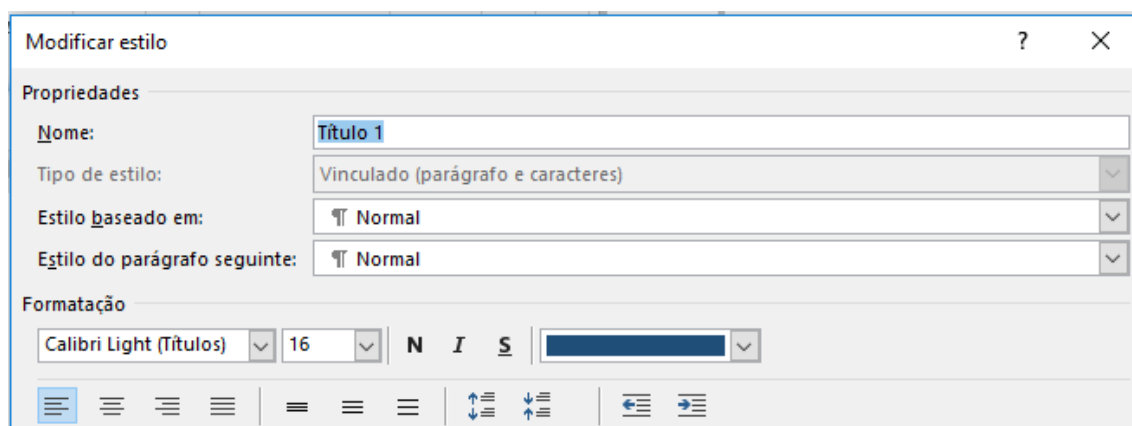 Modificar estilo ?
Propriedades
Nome: Título 1
Tipo de estilo: Vinculado (parágrafo e caracteres)
Estilo baseado em: ¶ Normal
Estilo do parágrafo seguinte: ¶ Normal
Formatação
Calibri Light (Títulos) 16 N I S